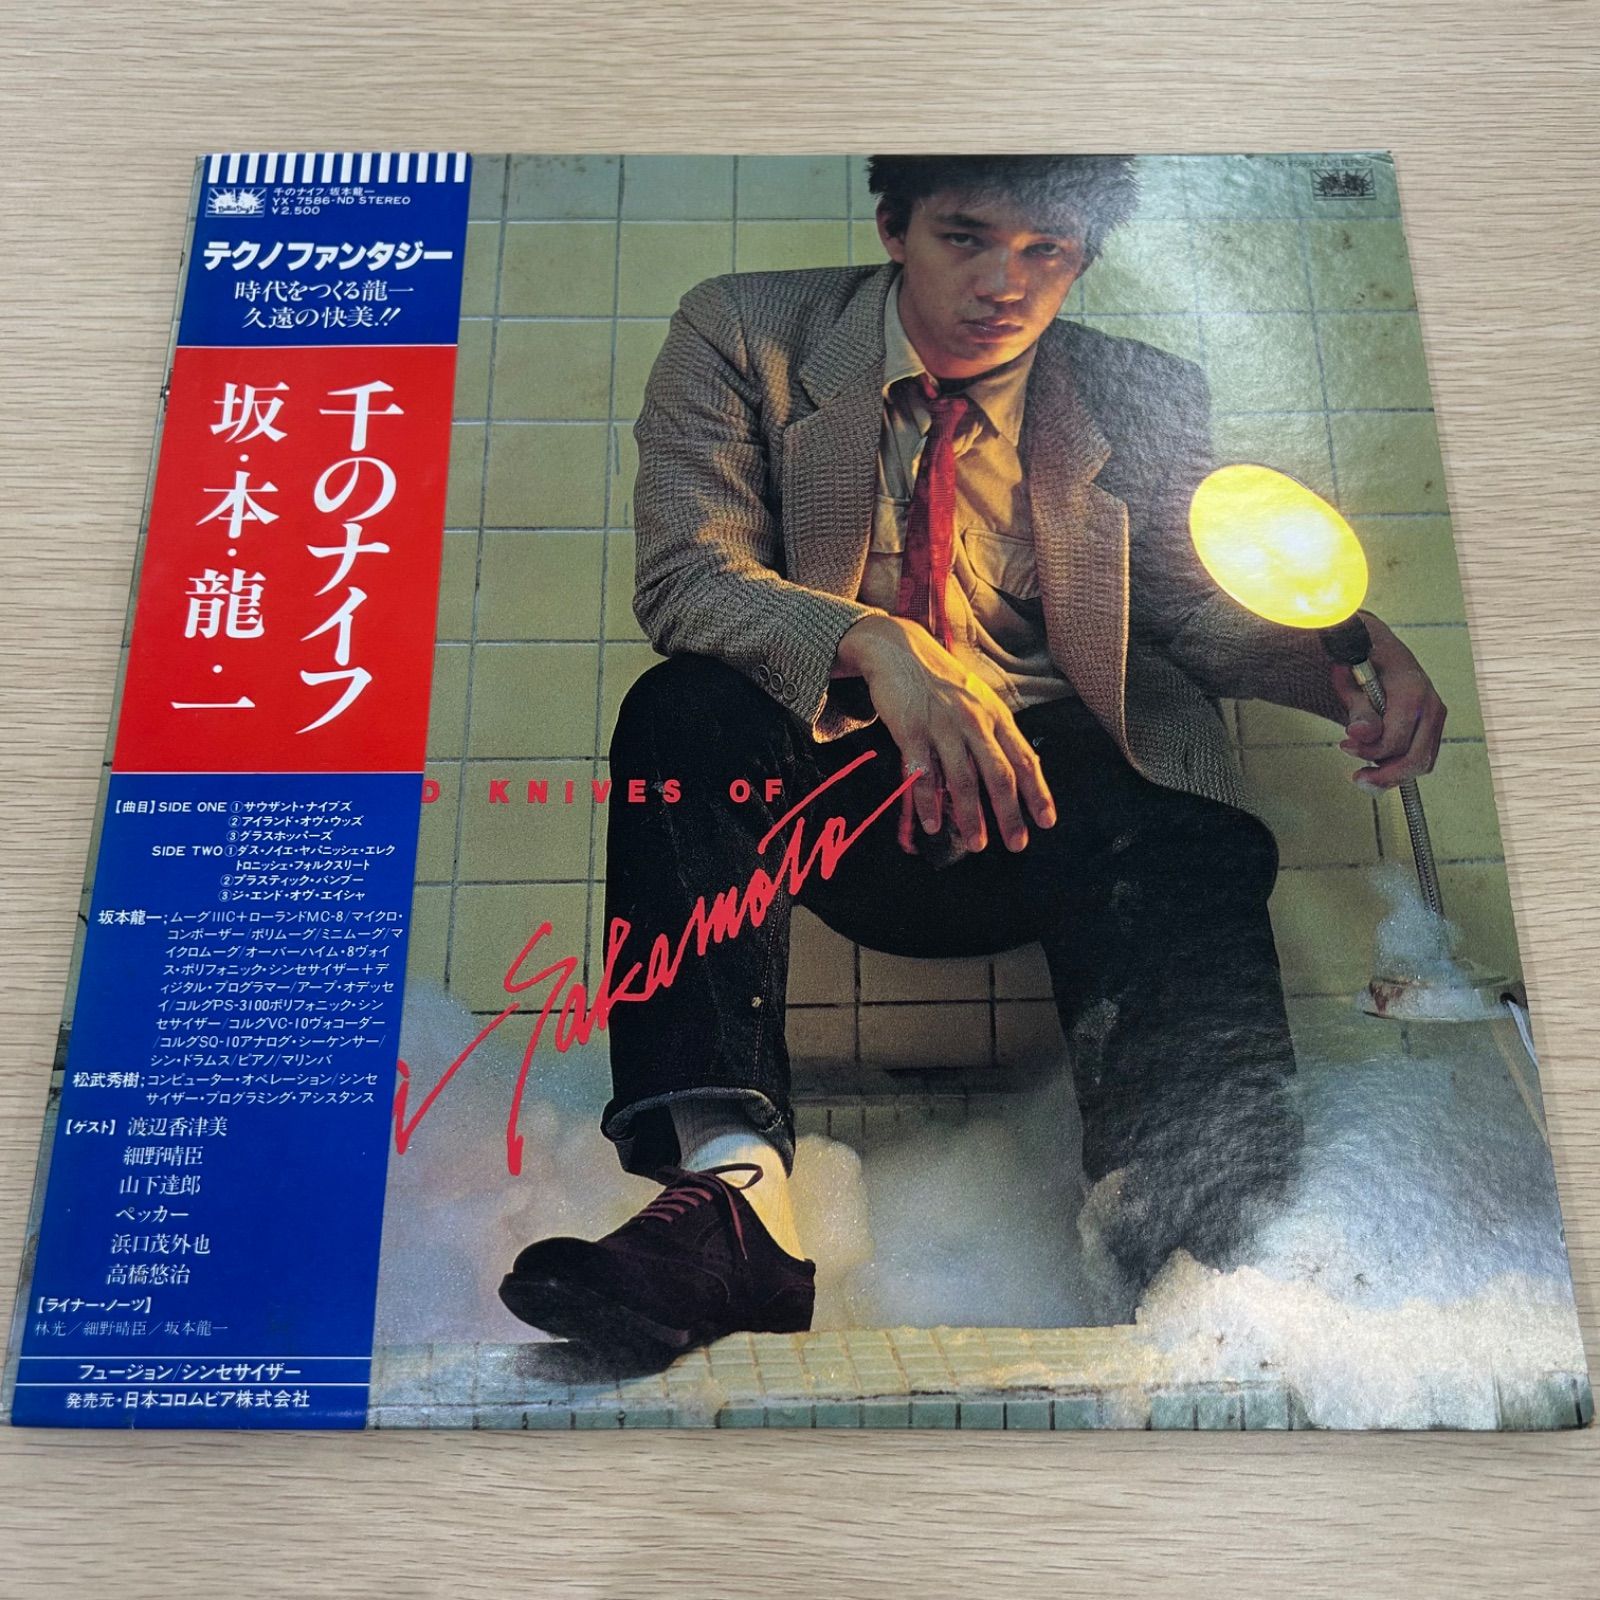 千のナイフ/坂本龍一
YX-7586-ND STEREO
¥2,500
テクノファンタジー
時代をつくる龍一
久遠の快美!!
千のナイフ
坂・本・龍・一
【曲目】SIDE ONE ①サウザント・ナイブズ
②アイランド・オヴ・ウッズ
③グラスホッパーズ
SIDE TWO ①ダス・ノイエ・ヤパニッシェ・エレク
トロニッシェ・フォルクスリート
②プラスティック・バンブー
③ジ・エンド・オヴ・エイシャ
坂本龍一;ムーグIIIC+ローランドMC-8/マイクロ・
コンポーザー/ポリムーグ/ミニムーグ/マ
イクロムーグ/オーバーハイム・8ヴォイ
ス・ポリフォニック・シンセサイザー+デ
ィジタル・プログラマー/アープ・オデッセ
イ/コルグPS-3100ポリフォニック・シン
セサイザー/コルグVC-10ヴォコーダー
/コルグSQ-10アナログ・シーケンサー/
シン・ドラムス/ピアノ/マリンバ
松武秀樹;コンピューター・オペレーション/シンセ
サイザー・プログラミング・アシスタンス
【ゲスト】 渡辺香津美
細野晴臣
山下達郎
ペッカー
浜口茂外也
高橋悠治
【ライナー・ノーツ】
林光/細野晴臣/坂本龍一
フュージョン/シンセサイザー
発売元・日本コロムビア株式会社
YX-7586-ND STEREO
D KNIVES OF
i Sakamoto